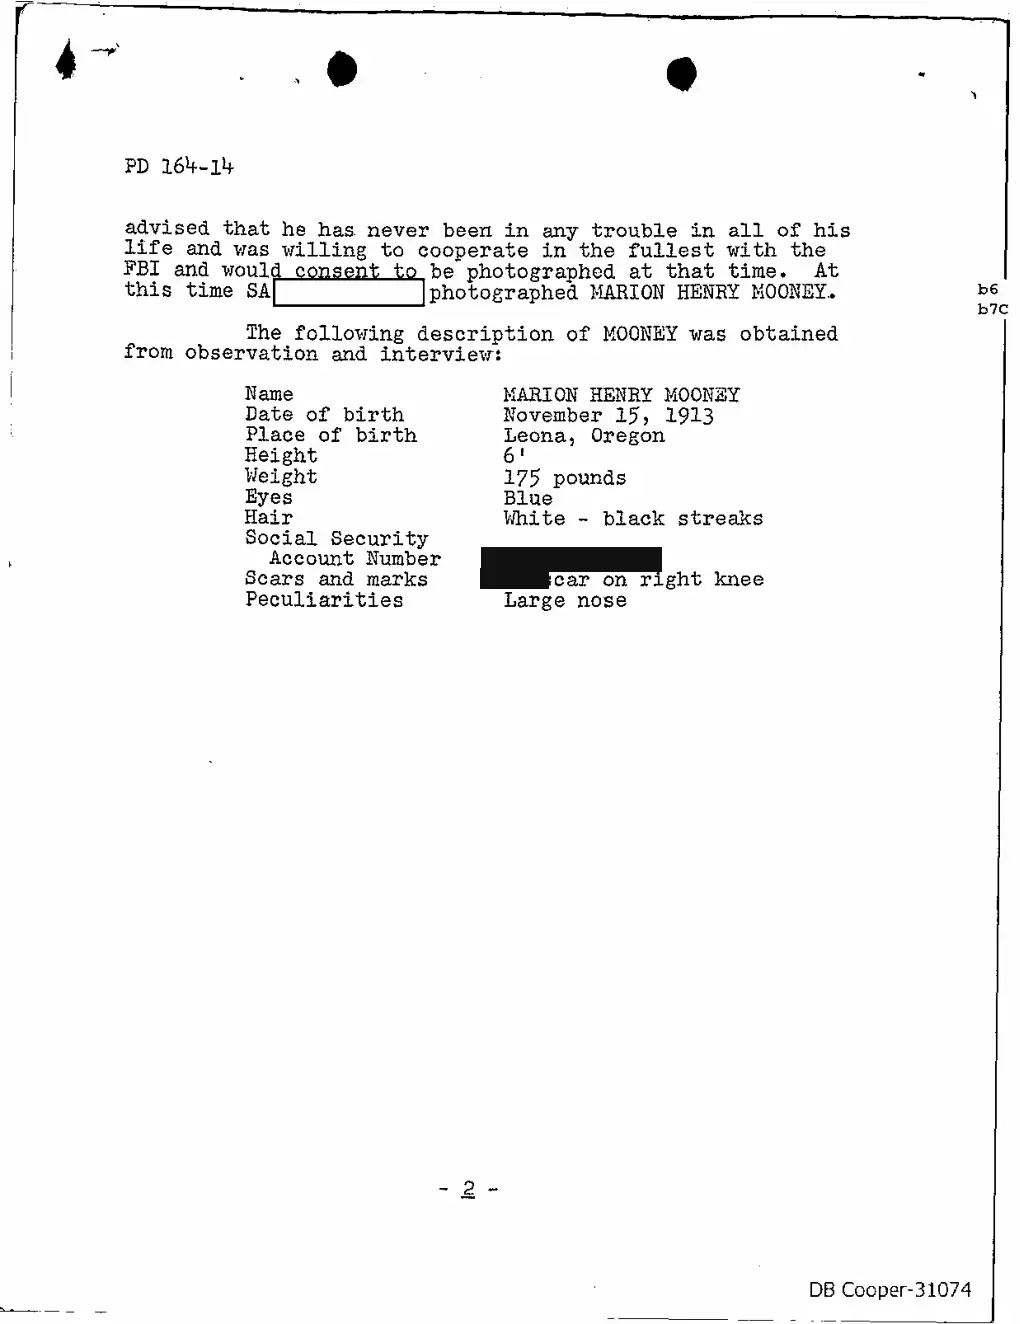 PD 164-14
advised that he has never been in any trouble in all of his
life and was willing to cooperate in the fullest with the
FBI and would consent to be photographed at that time. At
this time SA photographed MARION HENRY MOONEY.
b6
b7C
The following description of MOONEY was obtained
from observation and interview:
Name MARION HENRY MOONEY
Date of birth November 15, 1913
Place of birth Leona, Oregon
Height 6'
Weight 175 pounds
Eyes Blue
Hair White - black streaks
Social Security
Account Number
Scars and marks car on right knee
Peculiarities Large nose
- 2 -
DB Cooper-31074